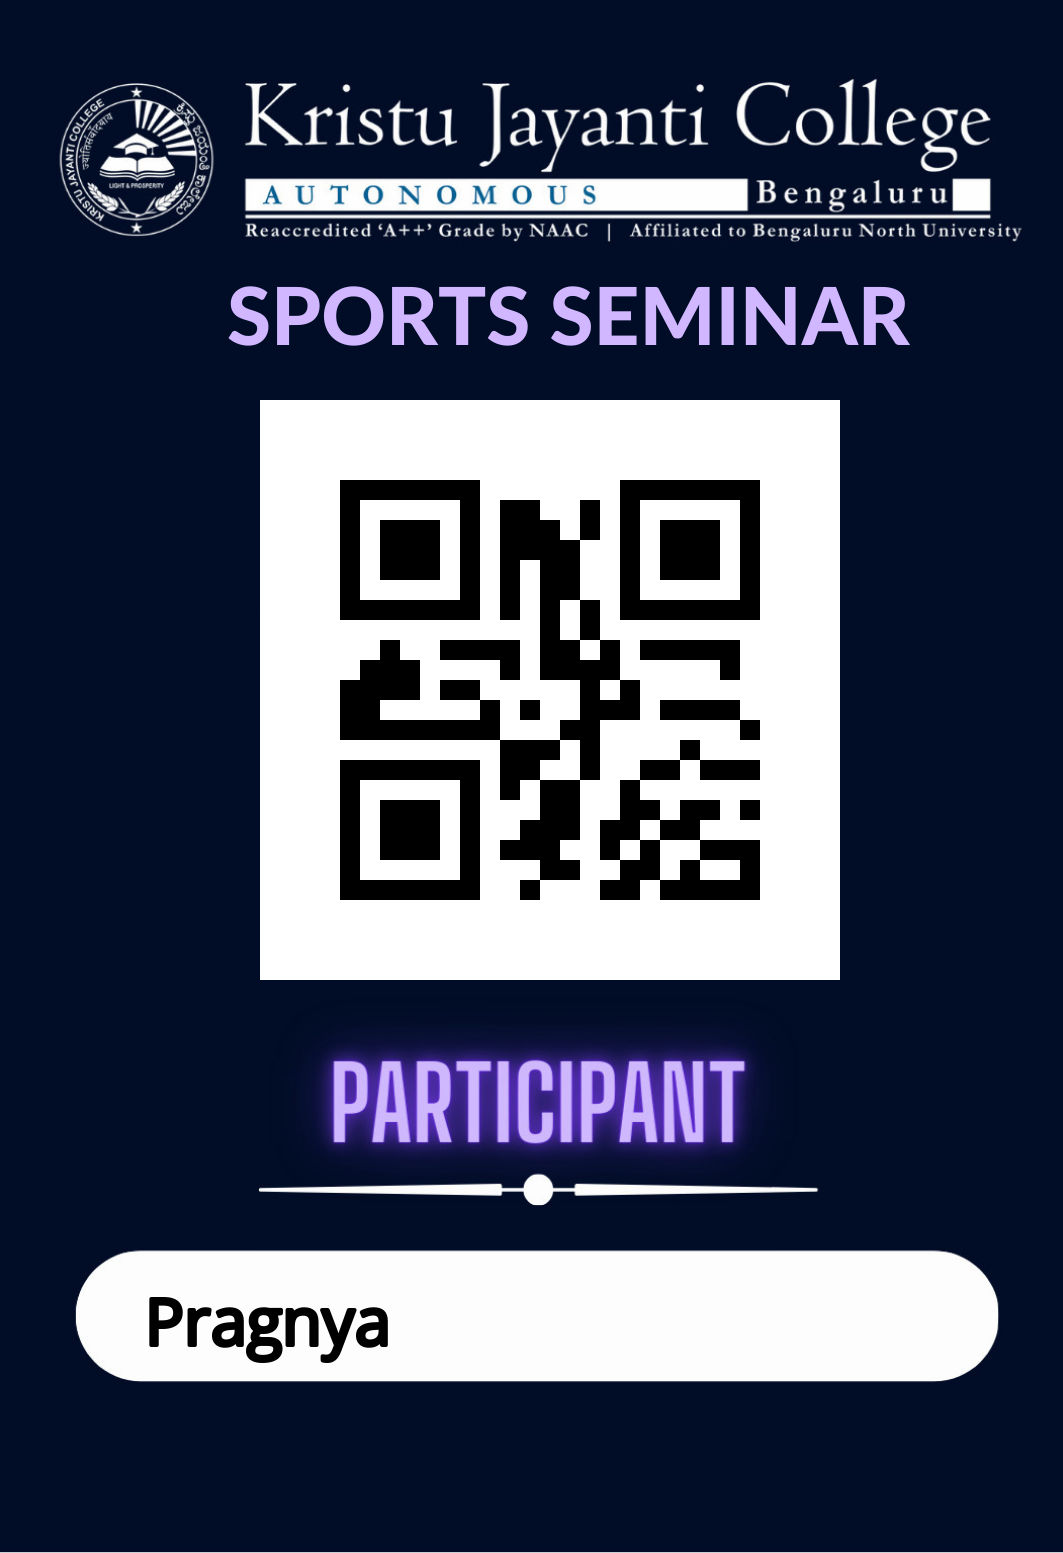 KRISTU JAYANTI COLLEGE
ಕ್ರಿಸ್ತು ಜಯಂತಿ ಕಾಲೇಜು
LIGHT & PROSPERITY
Kristu Jayanti College
AUTONOMOUS Bengaluru
Reaccredited ‘A++’ Grade by NAAC | Affiliated to Bengaluru North University
SPORTS SEMINAR
PARTICIPANT
Pragnya